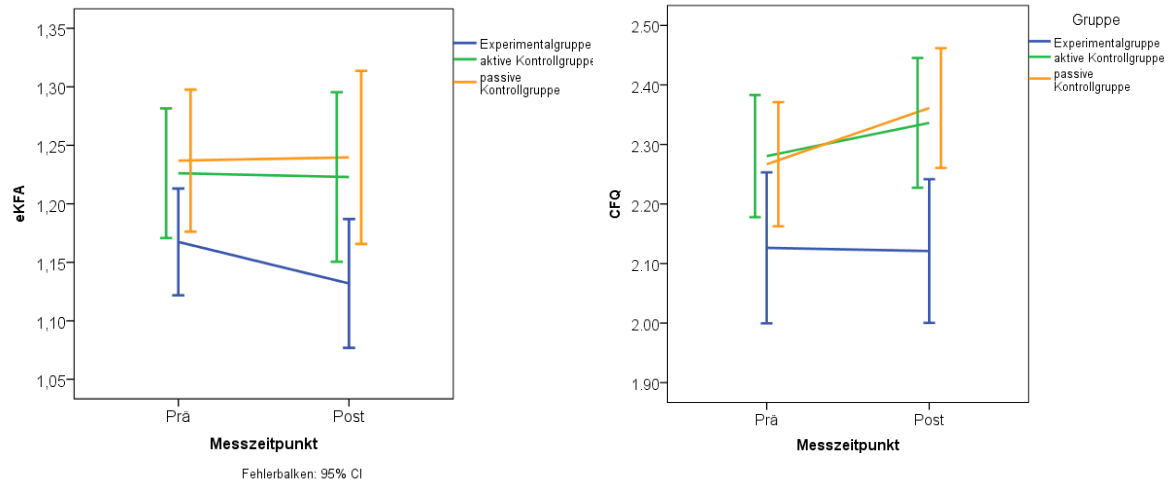 1,35
1,30
1,25
1,20
1,15
1,10
1,05
eKFA
Prä
Post
Messzeitpunkt
Fehlerbalken: 95% CI
Experimentalgruppe
aktive Kontrollgruppe
passive
Kontrollgruppe
2.50
2.40
2.30
2.20
2.10
2.00
1.90
CFQ
Prä
Post
Messzeitpunkt
Gruppe
Experimentalgruppe
aktive Kontrollgruppe
passive
Kontrollgruppe